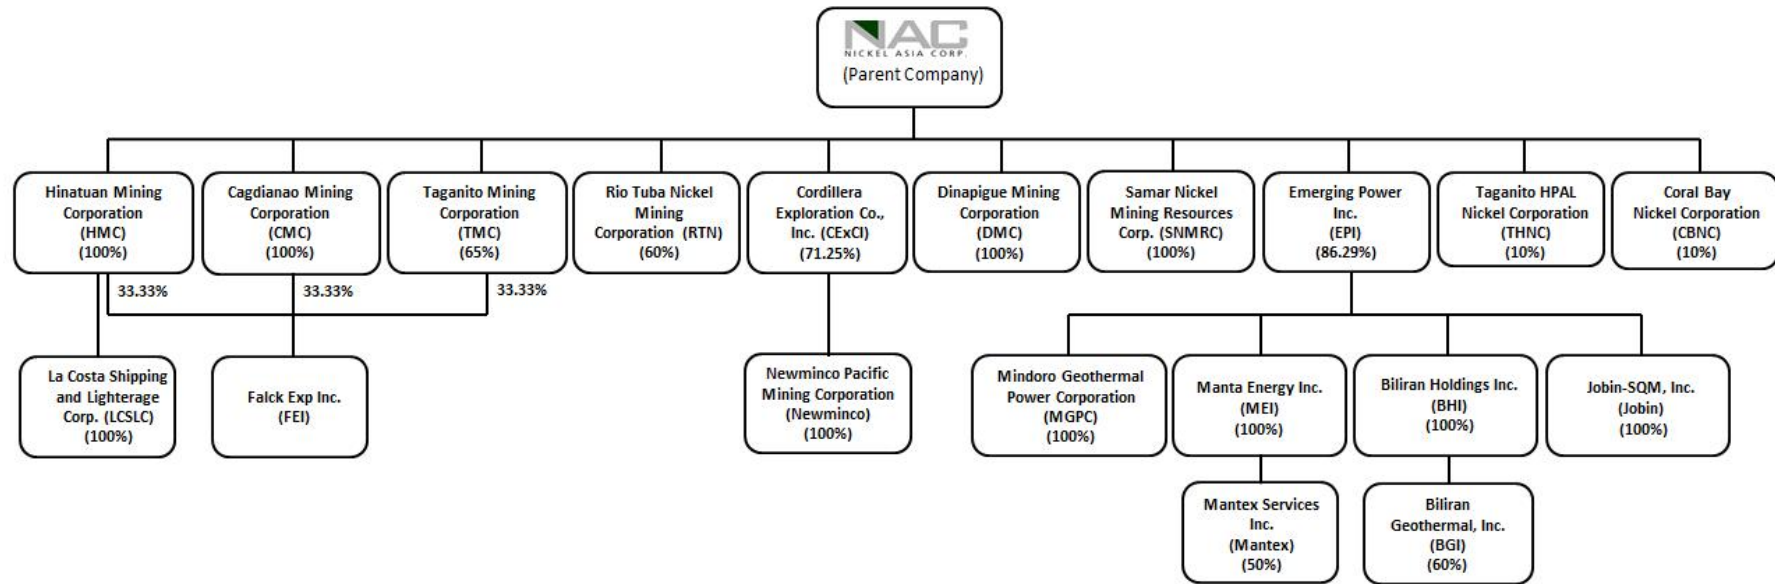 NAC
NICKEL ASIA CORP.
(Parent Company)
Hinatuan Mining
Corporation
(HMC)
(100%)
Cagdianao Mining
Corporation
(CMC)
(100%)
Taganito Mining
Corporation
(TMC)
(65%)
Rio Tuba Nickel
Mining
Corporation (RTN)
(60%)
Cordillera
Exploration Co.,
Inc. (CExCI)
(71.25%)
Dinapigue Mining
Corporation
(DMC)
(100%)
Samar Nickel
Mining Resources
Corp. (SNMRC)
(100%)
Emerging Power
Inc.
(EPI)
(86.29%)
Taganito HPAL
Nickel Corporation
(THNC)
(10%)
Coral Bay
Nickel Corporation
(CBNC)
(10%)
33.33%
33.33%
33.33%
La Costa Shipping
and Lighterage
Corp. (LCSLC)
(100%)
Falck Exp Inc.
(FEI)
Newminco Pacific
Mining Corporation
(Newminco)
(100%)
Mindoro Geothermal
Power Corporation
(MGPC)
(100%)
Manta Energy Inc.
(MEI)
(100%)
Biliran Holdings Inc.
(BHI)
(100%)
Jobin-SQM, Inc.
(Jobin)
(100%)
Mantex Services
Inc.
(Mantex)
(50%)
Biliran
Geothermal, Inc.
(BGI)
(60%)